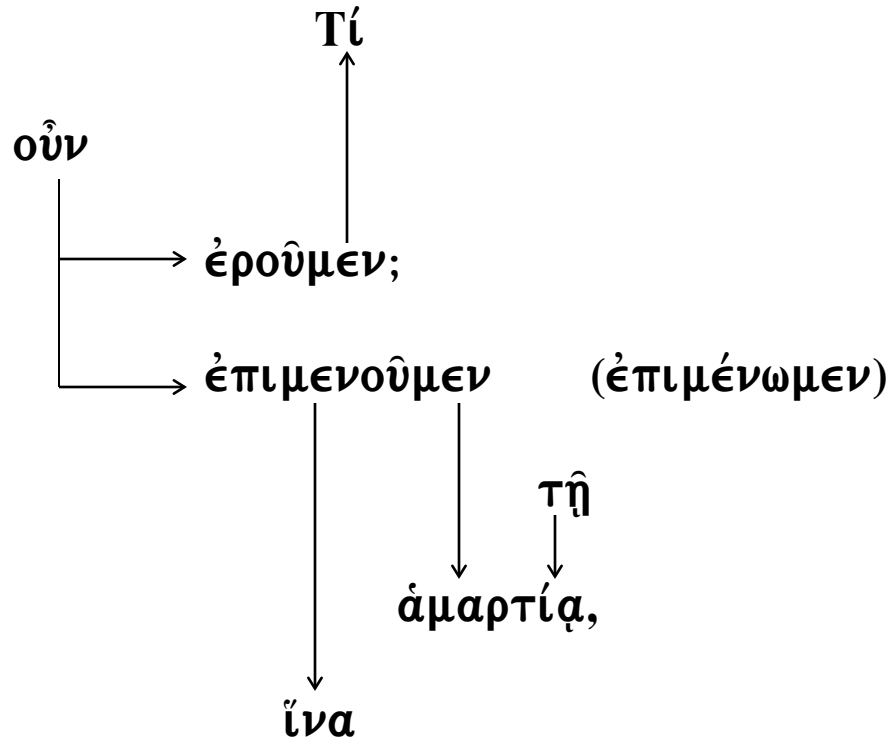 Τί
οὖν
ἐροῦμεν;
ἐπιμενοῦμεν (ἐπιμένωμεν)
τῇ
ἁμαρτίᾳ,
ἵνα